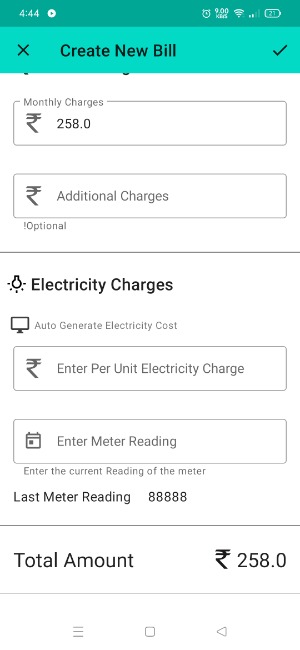 4:44
9.00
KB/S
21
Create New Bill
Monthly Charges
₹ 258.0
₹ Additional Charges
!Optional
Electricity Charges
Auto Generate Electricity Cost
₹ Enter Per Unit Electricity Charge
Enter Meter Reading
Enter the current Reading of the meter
Last Meter Reading 88888
Total Amount ₹ 258.0